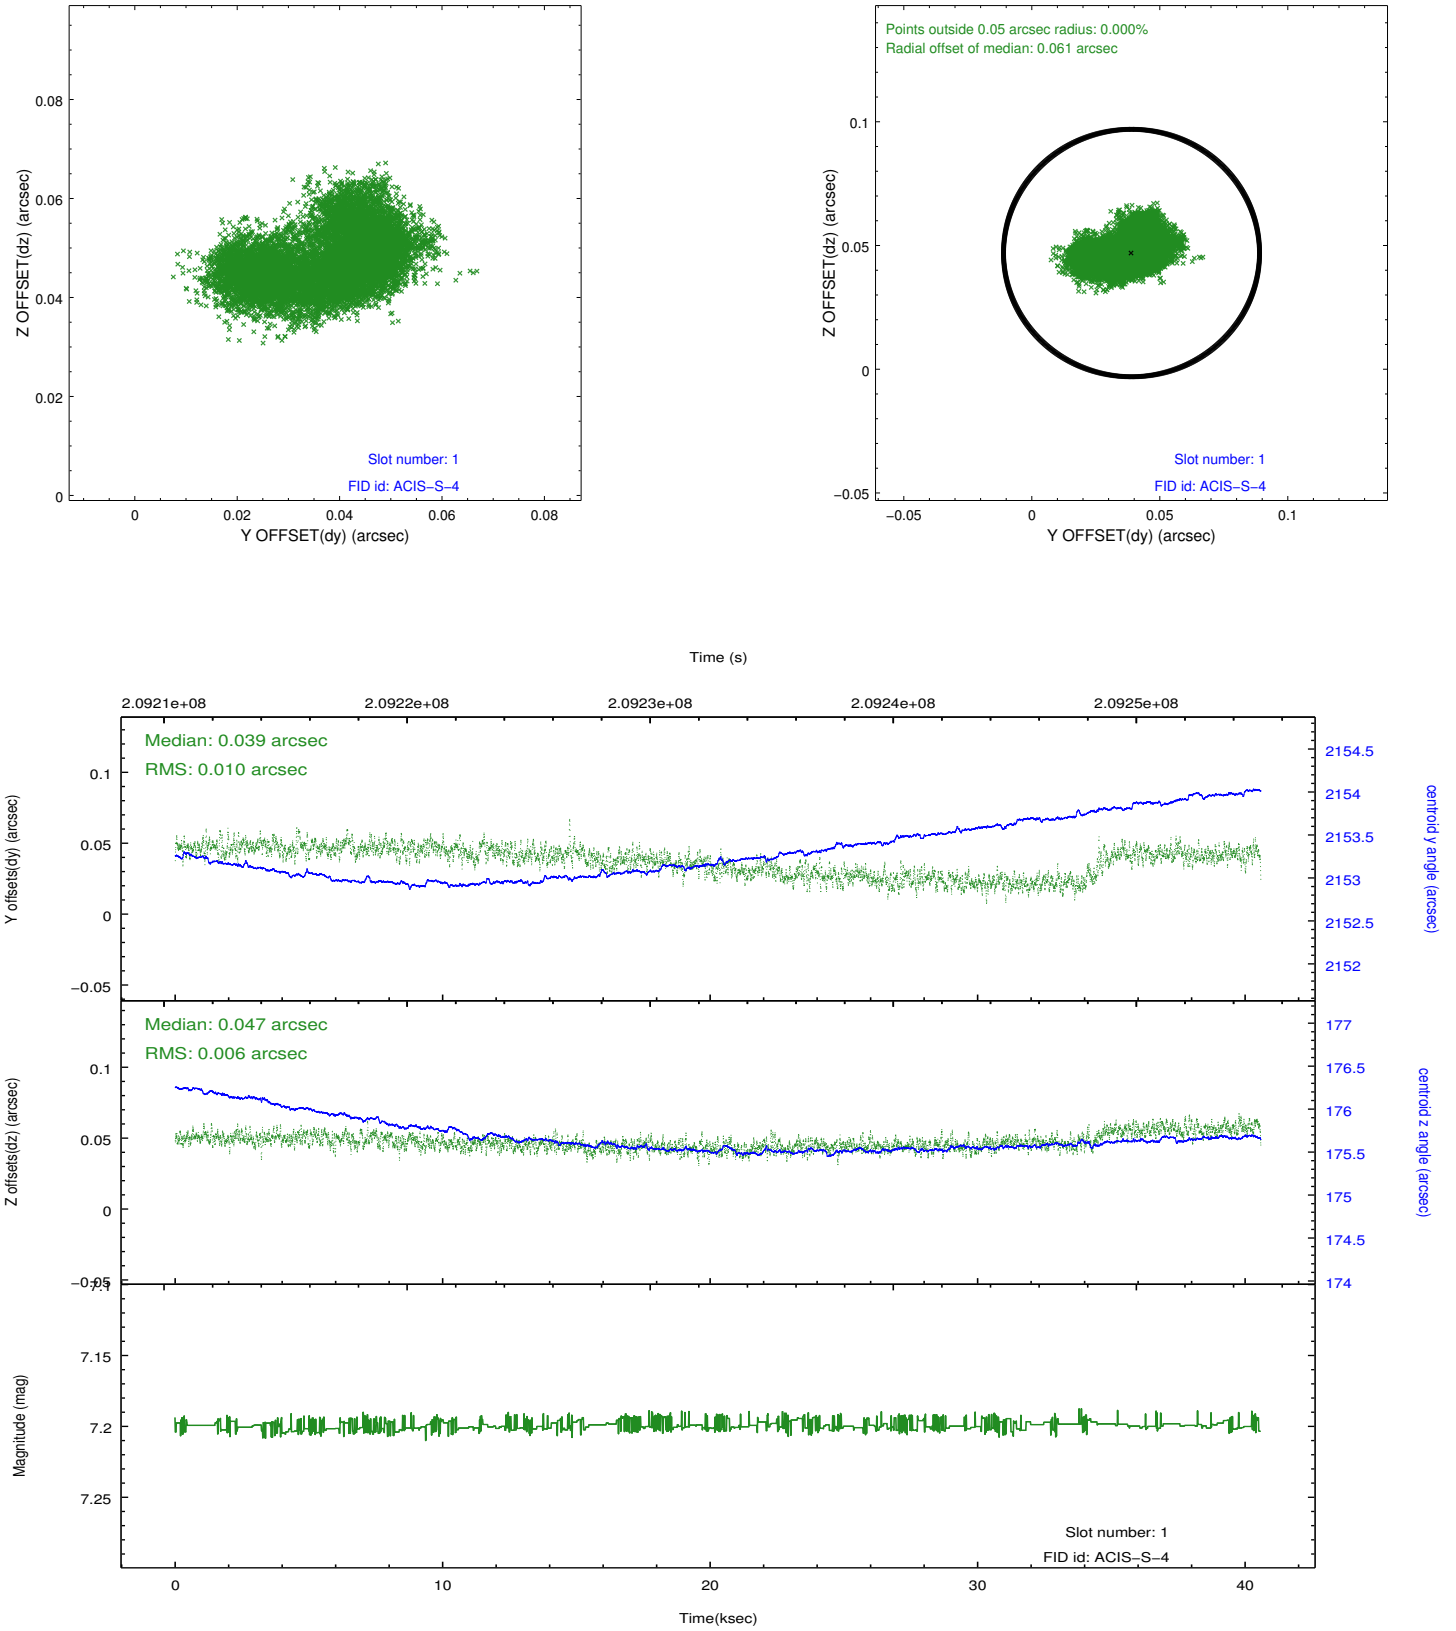 0.08
0.06
0.04
0.02
0
Z OFFSET(dz) (arcsec)
Slot number: 1
FID id: ACIS−S−4
0 0.02 0.04 0.06 0.08
Y OFFSET(dy) (arcsec)
Points outside 0.05 arcsec radius: 0.000%
Radial offset of median: 0.061 arcsec
0.1
0.05
0
−0.05
Z OFFSET(dz) (arcsec)
Slot number: 1
FID id: ACIS−S−4
−0.05 0 0.05 0.1
Y OFFSET(dy) (arcsec)
Time (s)
2.0921e+08 2.0922e+08 2.0923e+08 2.0924e+08 2.0925e+08
Median: 0.039 arcsec
RMS: 0.010 arcsec
0.1
0.05
0
−0.05
Y offsets(dy) (arcsec)
2154.5
2154
2153.5
2153
2152.5
2152
centroid y angle (arcsec)
Median: 0.047 arcsec
RMS: 0.006 arcsec
0.1
0.05
0
−0.05
Z offsets(dz) (arcsec)
177
176.5
176
175.5
175
174.5
174
centroid z angle (arcsec)
7.1
7.15
7.2
7.25
Magnitude (mag)
Slot number: 1
FID id: ACIS−S−4
0 10 20 30 40
Time(ksec)